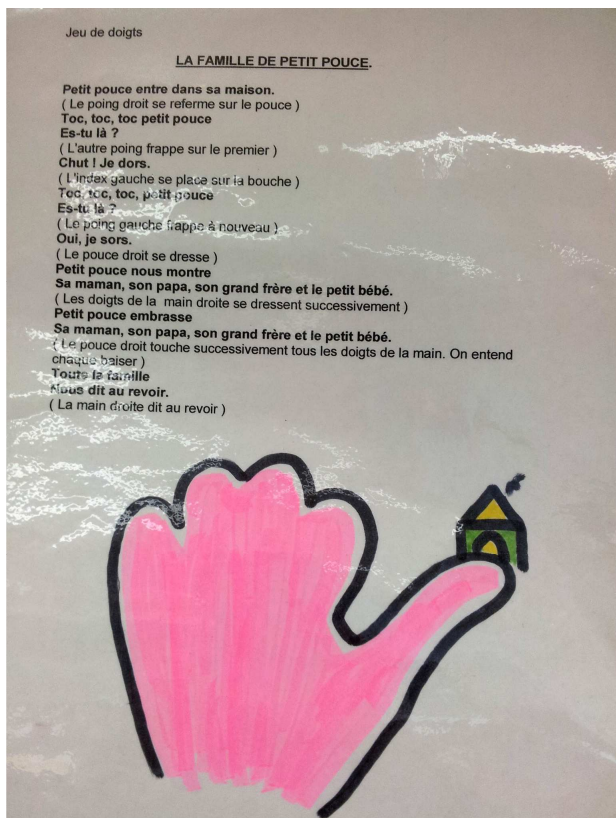 Jeu de doigts
LA FAMILLE DE PETIT POUCE.
Petit pouce entre dans sa maison.
( Le poing droit se referme sur le pouce )
Toc, toc, toc petit pouce
Es-tu là ?
( L'autre poing frappe sur le premier )
Chut ! Je dors.
( L'index gauche se place sur la bouche )
Toc, toc, toc, petit pouce
Es-tu là ?
( Le poing gauche frappe à nouveau )
Oui, je sors.
( Le pouce droit se dresse )
Petit pouce nous montre
Sa maman, son papa, son grand frère et le petit bébé.
( Les doigts de la main droite se dressent successivement )
Petit pouce embrasse
Sa maman, son papa, son grand frère et le petit bébé.
( Le pouce droit touche successivement tous les doigts de la main. On entend
chaque baiser )
Toute la famille
Nous dit au revoir.
( La main droite dit au revoir )